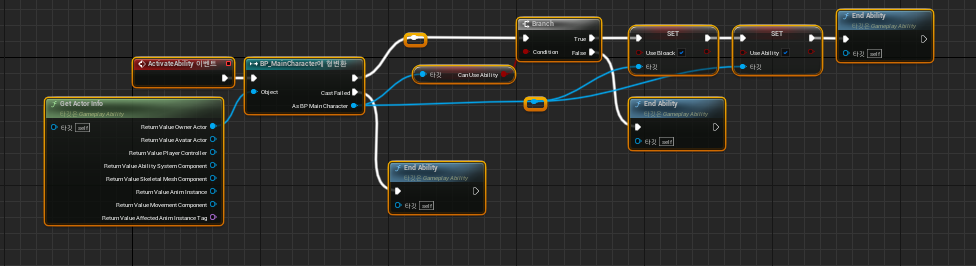 ActivateAbility 이벤트
BP_MainCharacter에 형변환
Object
Cast Failed
As BP Main Character
Get Actor Info
타깃은 Gameplay Ability
타깃 self
Return Value Owner Actor
Return Value Avatar Actor
Return Value Player Controller
Return Value Ability System Component
Return Value Skeletal Mesh Component
Return Value Anim Instance
Return Value Movement Component
Return Value Affected Anim Instance Tag
타깃
Can Use Ability
Branch
True
Condition
False
SET
Use Bloack
타깃
SET
Use Ability
타깃
End Ability
타깃은 Gameplay Ability
타깃 self
End Ability
타깃은 Gameplay Ability
타깃 self
End Ability
타깃은 Gameplay Ability
타깃 self